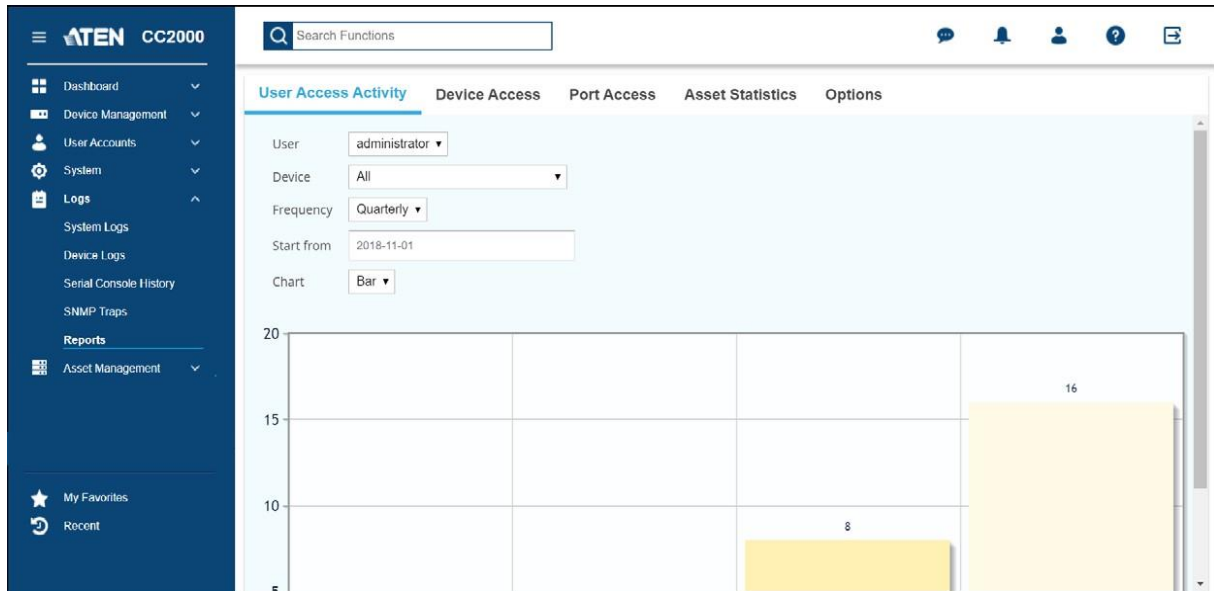 ATEN CC2000
Search Functions
Dashboard
Device Management
User Accounts
System
Logs
System Logs
Device Logs
Serial Console History
SNMP Traps
Reports
Asset Management
My Favorites
Recent
User Access Activity Device Access Port Access Asset Statistics Options
User administrator
Device All
Frequency Quarterly
Start from 2018-11-01
Chart Bar
20
16
15
10
8
5